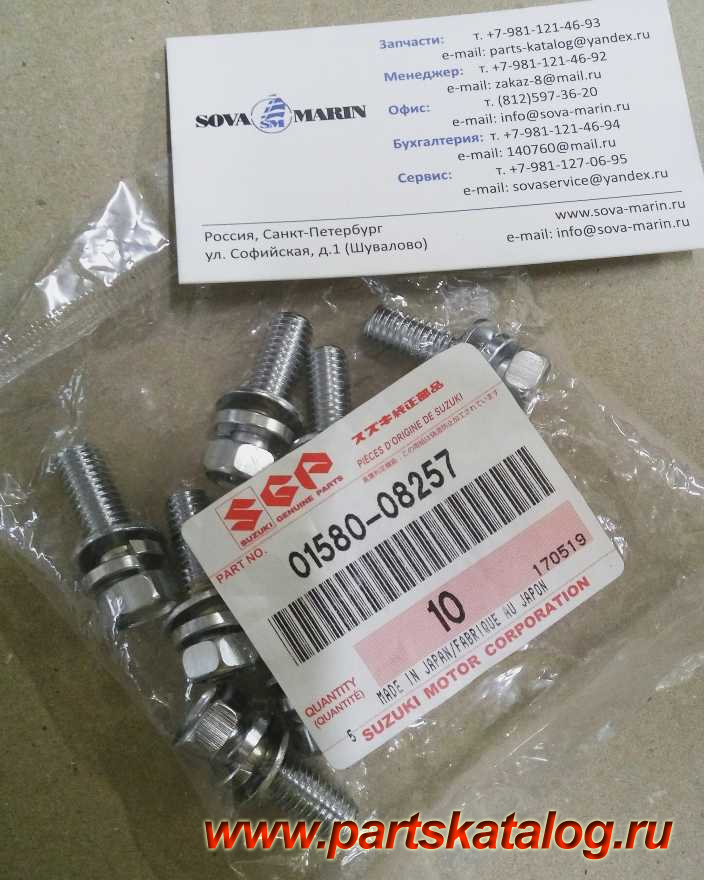 Запчасти: т. +7-981-121-46-93
e-mail: parts-katalog@yandex.ru
Менеджер: т. +7-981-121-46-92
e-mail: zakaz-8@mail.ru
Офис: т. (812)597-36-20
e-mail: info@sova-marin.ru
Бухгалтерия: т. +7-981-121-46-94
e-mail: 140760@mail.ru
Сервис: т. +7-981-127-06-95
e-mail: sovaservice@yandex.ru
SOVA SM MARIN
Россия, Санкт-Петербург
ул. Софийская, д.1 (Шувалово)
www.sova-marin.ru
e-mail: info@sova-marin.ru
SGP
SUZUKI GENUINE PARTS
スズキ純正部品
PIÈCES D'ORIGINE DE SUZUKI
PART NO.
01580-08257
10
170519
QUANTITY
(QUANTITÉ)
MADE IN JAPAN/FABRIQUE AU JAPON
5
SUZUKI MOTOR CORPORATION
www.partskatalog.ru